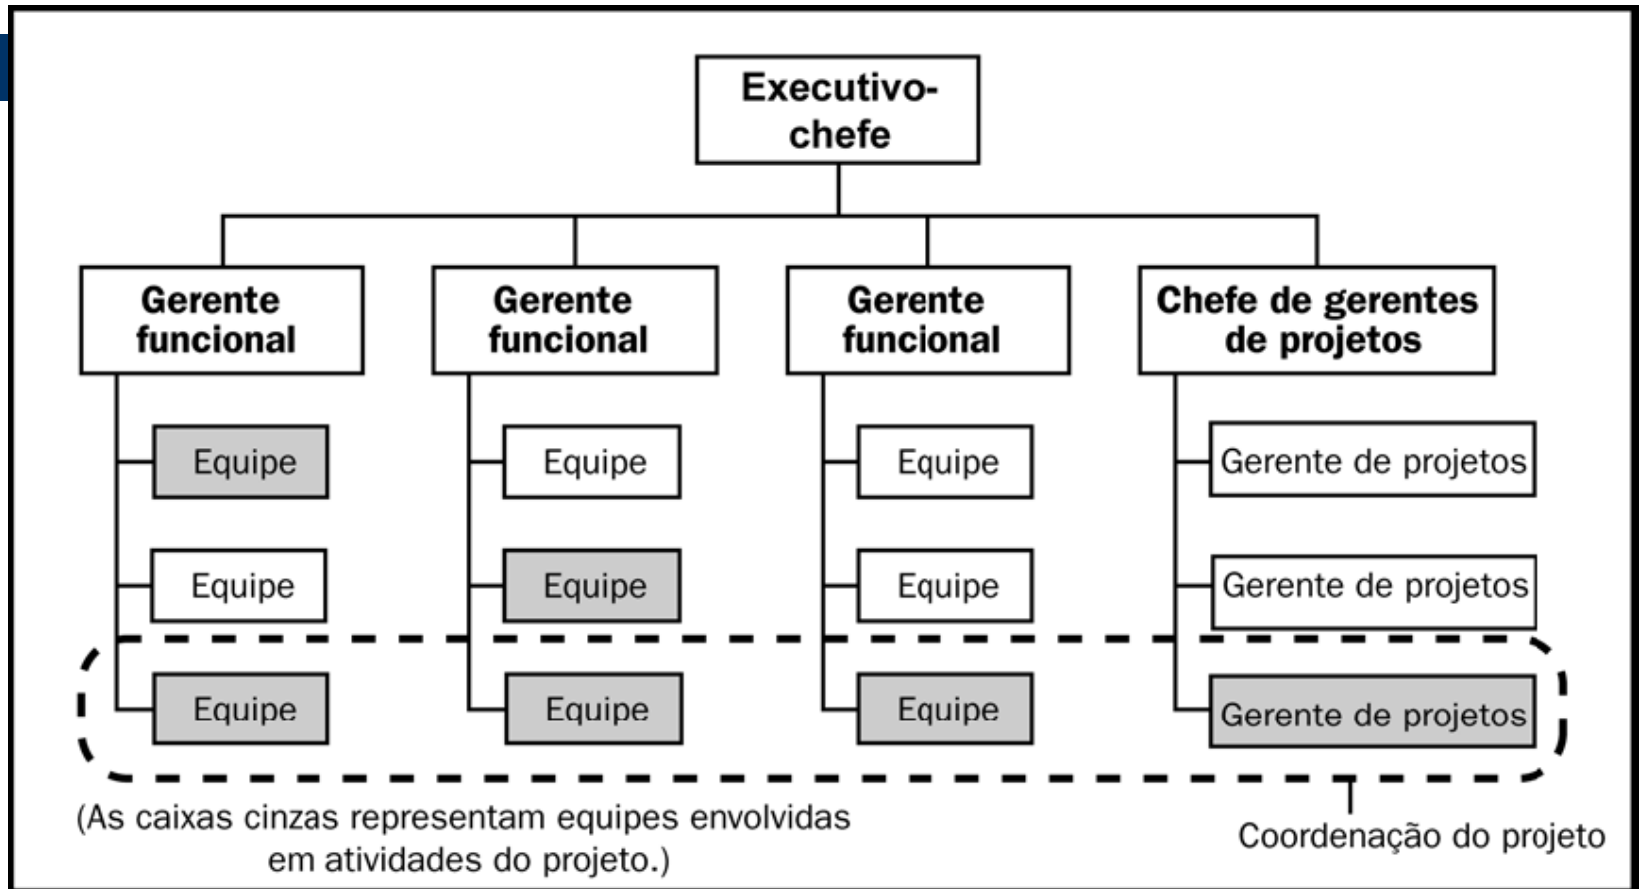 Executivo-
chefe
Gerente
funcional
Gerente
funcional
Gerente
funcional
Chefe de gerentes
de projetos
Equipe
Equipe
Equipe
Gerente de projetos
Equipe
Equipe
Equipe
Gerente de projetos
Equipe
Equipe
Equipe
Gerente de projetos
(As caixas cinzas representam equipes envolvidas
em atividades do projeto.)
Coordenação do projeto